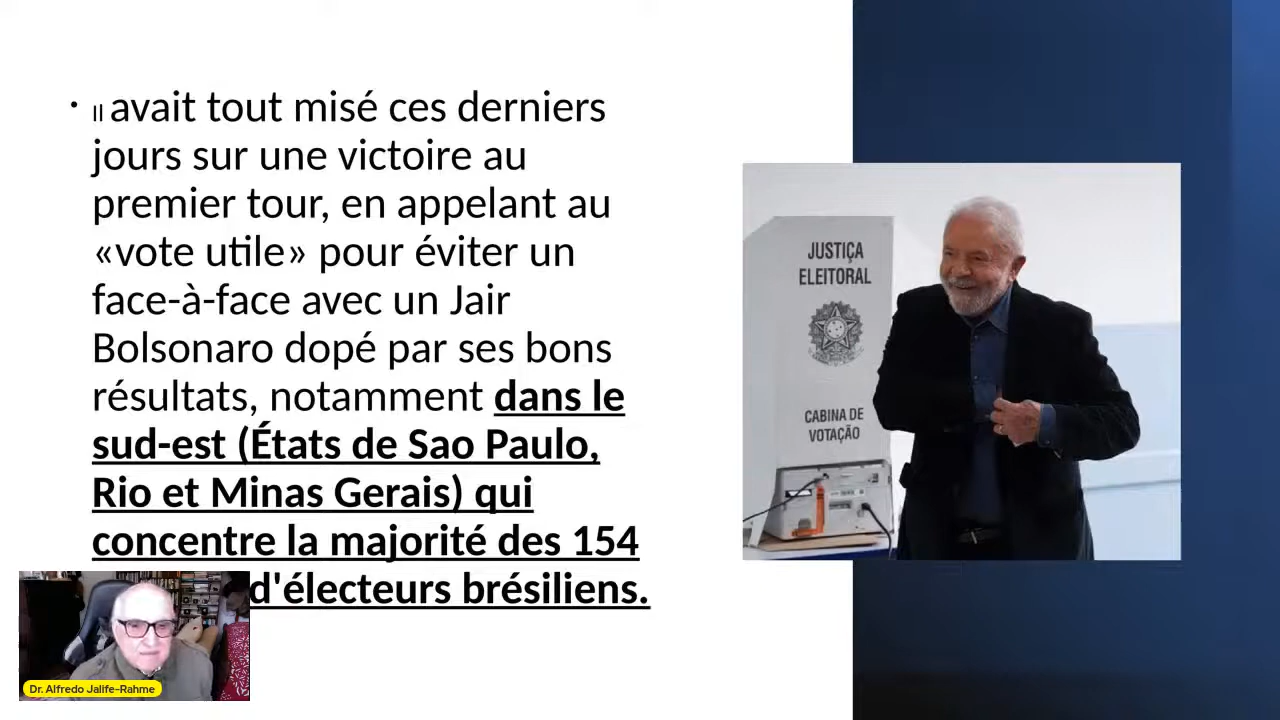 • Il avait tout misé ces derniers
jours sur une victoire au
premier tour, en appelant au
«vote utile» pour éviter un
face-à-face avec un Jair
Bolsonaro dopé par ses bons
résultats, notamment dans le
sud-est (États de Sao Paulo,
Rio et Minas Gerais) qui
concentre la majorité des 154
d'électeurs brésiliens.
JUSTIÇA
ELEITORAL
CABINA DE
VOTAÇÃO
Dr. Alfredo Jalife-Rahme